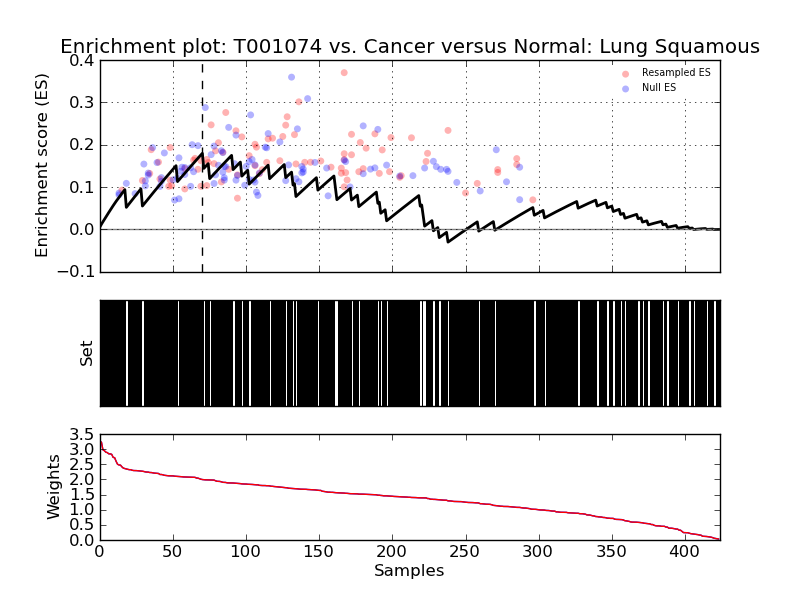 Enrichment plot: T001074 vs. Cancer versus Normal: Lung Squamous
0.4
0.3
0.2
0.1
0.0
−0.1
Enrichment score (ES)
Resampled ES
Null ES
Set
3.5
3.0
2.5
2.0
1.5
1.0
0.5
0.0
Weights
0 50 100 150 200 250 300 350 400
Samples